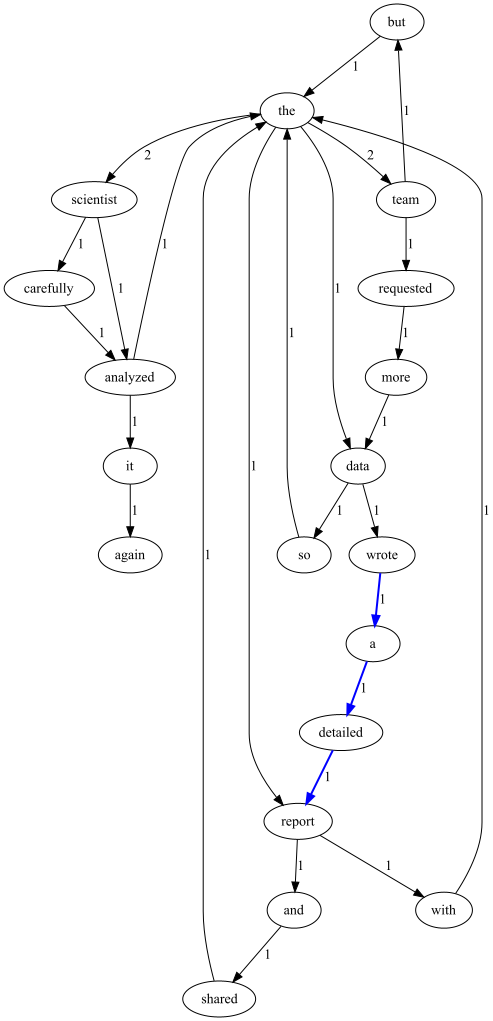 but
1
the
1
2
2
scientist
team
1
1
1
1
1
carefully
requested
1
1
1
analyzed
more
1
1
it
data
1
1
1
1
1
again
so
wrote
1
1
a
1
detailed
1
report
1
1
and
with
1
shared